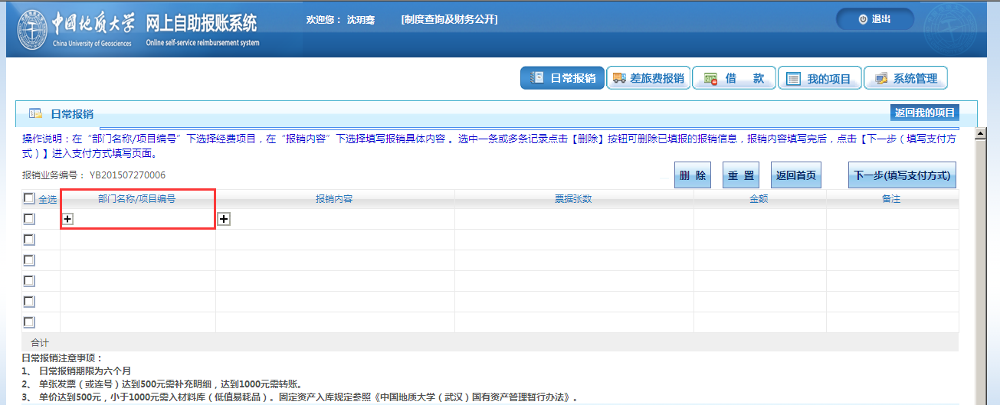 中国地质大学 网上自助报账系统 欢迎您： 沈玥骞 [制度查询及财务公开] 退出
China University of Geosciences Online self-service reimbursement system
日常报销 差旅费报销 借 款 我的项目 系统管理
日常报销 返回我的项目
操作说明：在“部门名称/项目编号”下选择经费项目，在“报销内容”下选择填写报销具体内容 。选中一条或多条记录点击【删除】按钮可删除已填报的报销信息，报销内容填写完后，点击【下一步（填写支付方
式）】进入支付方式填写页面。
报销业务编号： YB201507270006 删 除 重 置 返回首页 下一步(填写支付方式)
全选 部门名称/项目编号 报销内容 票据张数 金额 备注
合计
日常报销注意事项：
1、 日常报销期限为六个月
2、 单张发票（或连号）达到500元需补充明细，达到1000元需转账。
3、 单价达到500元，小于1000元需入材料库（低值易耗品）。固定资产入库规定参照《中国地质大学（武汉）国有资产管理暂行办法》。